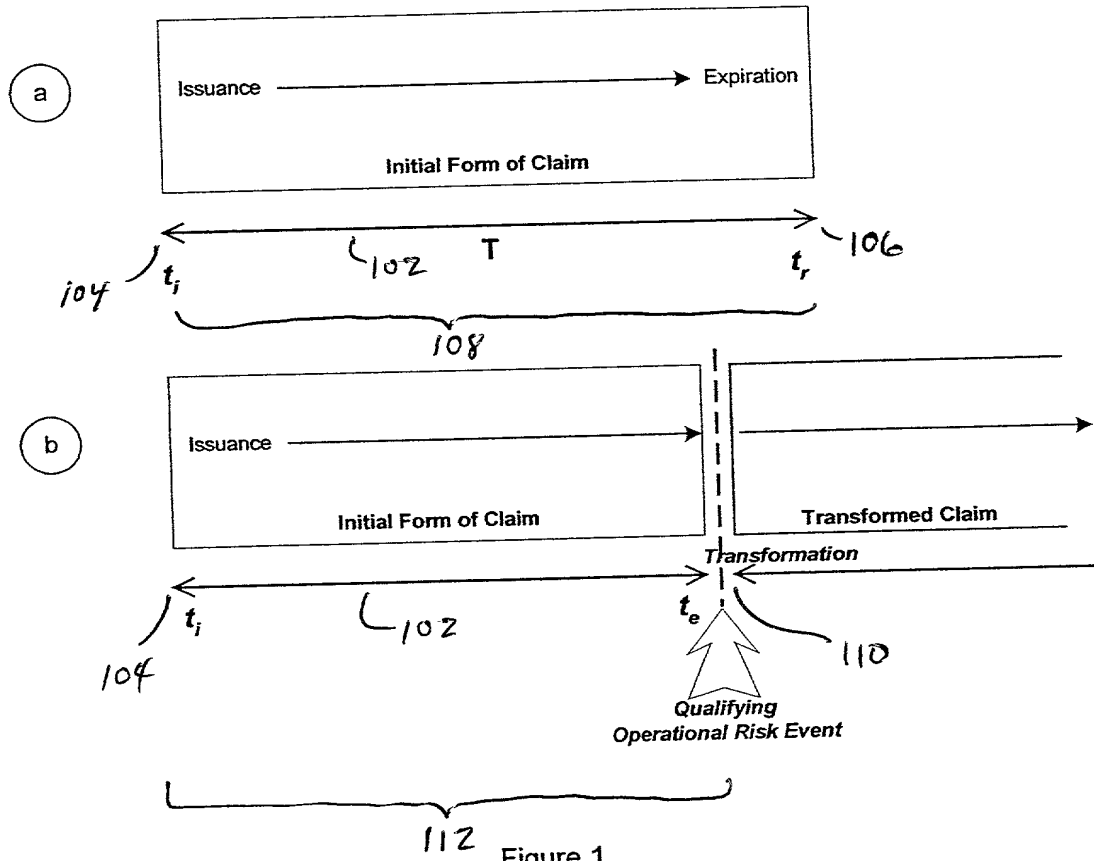 a
Issuance
Expiration
Initial Form of Claim
104
t_i
102
T
t_r
106
108
b
Issuance
Initial Form of Claim
Transformed Claim
Transformation
104
t_i
102
t_e
110
Qualifying
Operational Risk Event
112
Figure 1